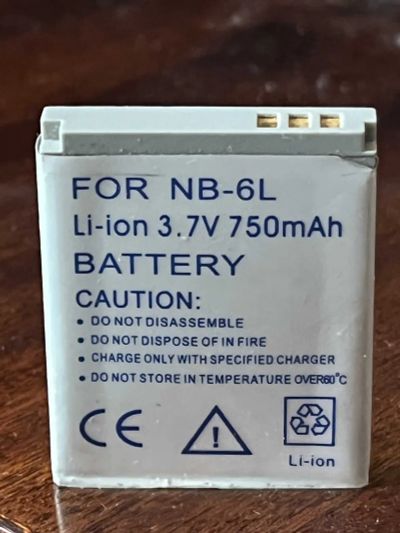 FOR NB-6L
Li-ion 3.7V 750mAh
BATTERY
CAUTION:
• DO NOT DISASSEMBLE
• DO NOT DISPOSE OF IN FIRE
• CHARGE ONLY WITH SPECIFIED CHARGER
• DO NOT STORE IN TEMPERATURE OVER60°C
CE
Li-ion